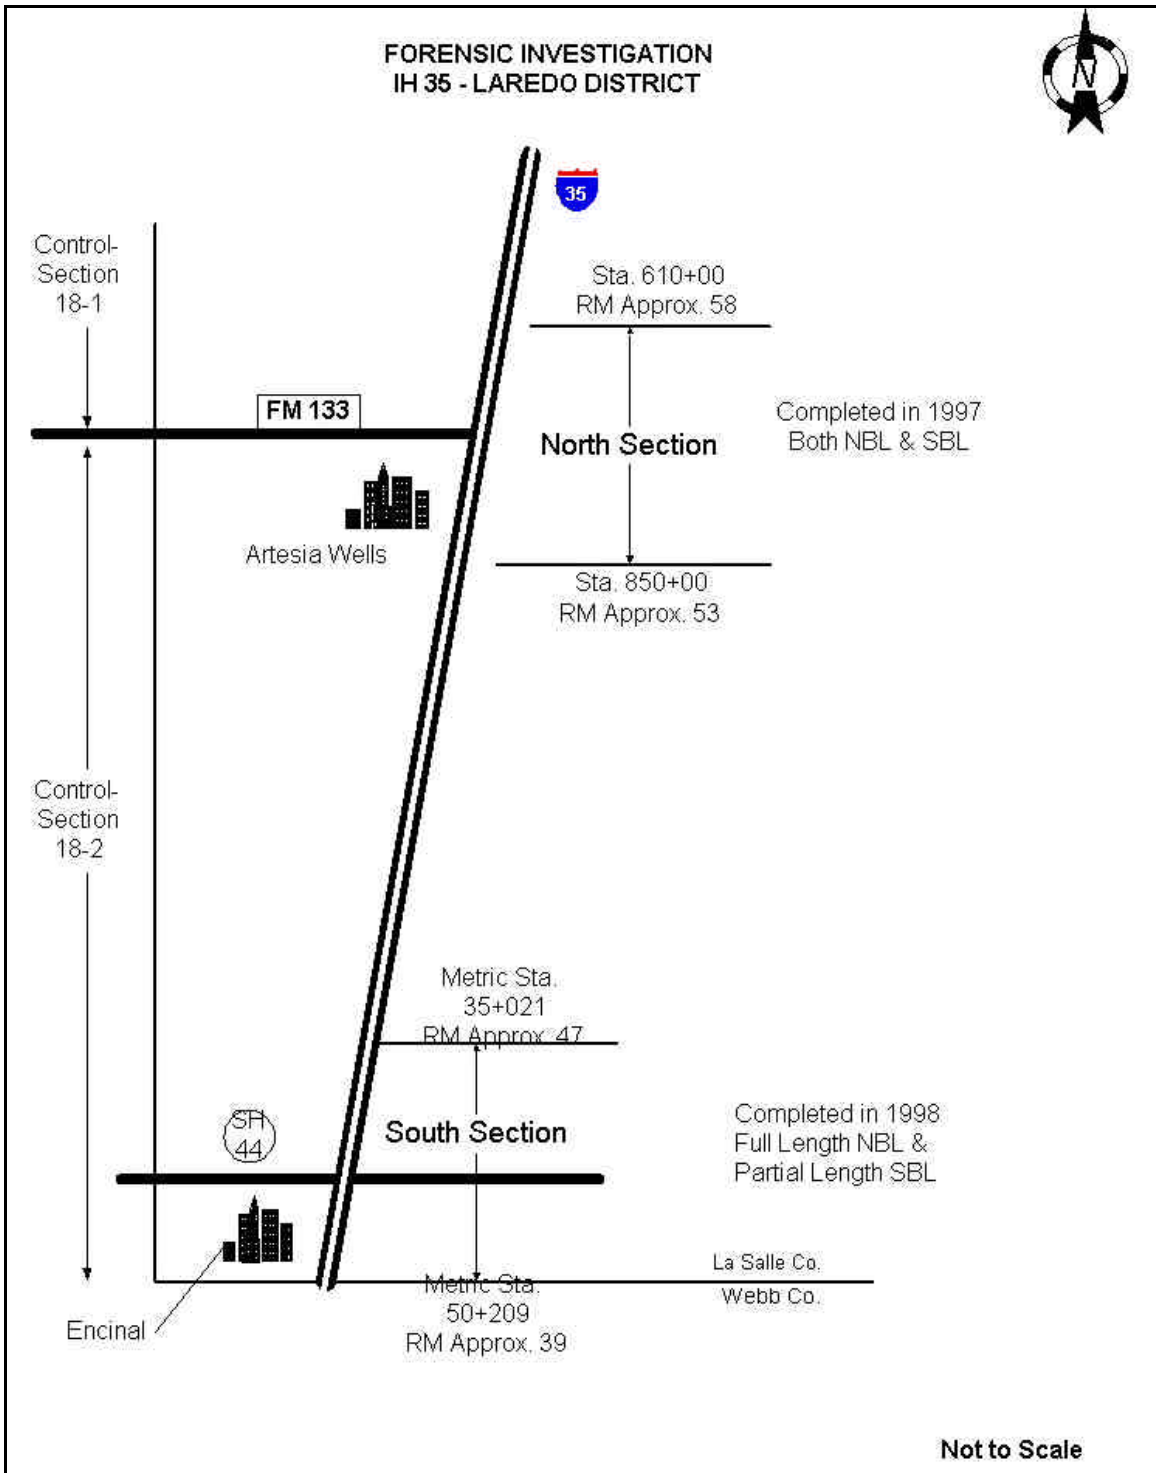 FORENSIC INVESTIGATION
IH 35 - LAREDO DISTRICT
N
35
Control-
Section
18-1
Sta. 610+00
RM Approx. 58
FM 133
North Section
Completed in 1997
Both NBL & SBL
Artesia Wells
Sta. 850+00
RM Approx. 53
Control-
Section
18-2
Metric Sta.
35+021
RM Approx. 47
SH
44
South Section
Completed in 1998
Full Length NBL &
Partial Length SBL
La Salle Co.
Webb Co.
Metric Sta.
50+209
RM Approx. 39
Encinal
Not to Scale